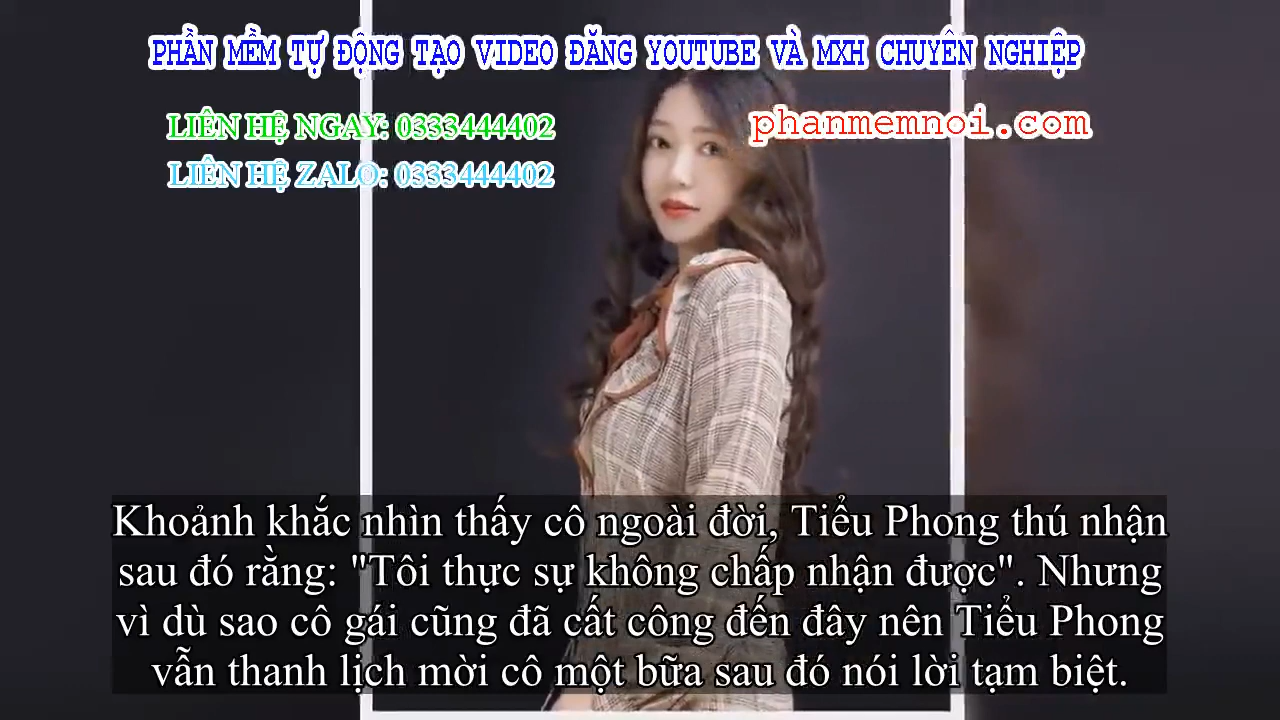 PHẦN MỀM TỰ ĐỘNG TẠO VIDEO ĐĂNG YOUTUBE VÀ MXH CHUYÊN NGHIỆP
LIÊN HỆ NGAY: 0333444402
phanmemnoi.com
LIÊN HỆ ZALO: 0333444402
Khoảnh khắc nhìn thấy cô ngoài đời, Tiểu Phong thú nhận
sau đó rằng: "Tôi thực sự không chấp nhận được". Nhưng
vì dù sao cô gái cũng đã cất công đến đây nên Tiểu Phong
vẫn thanh lịch mời cô một bữa sau đó nói lời tạm biệt.